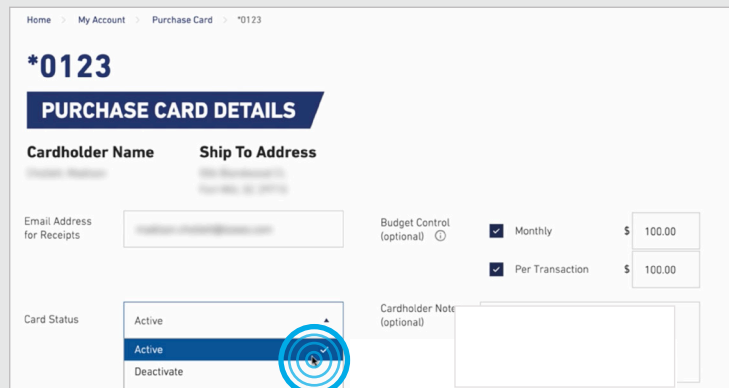 Home > My Account > Purchase Card > *0123
*0123
PURCHASE CARD DETAILS
Cardholder Name
Ship To Address
Email Address
for Receipts
Budget Control
(optional)
Monthly
$ 100.00
Per Transaction
$ 100.00
Card Status
Active
Cardholder Note
(optional)
Active
Deactivate